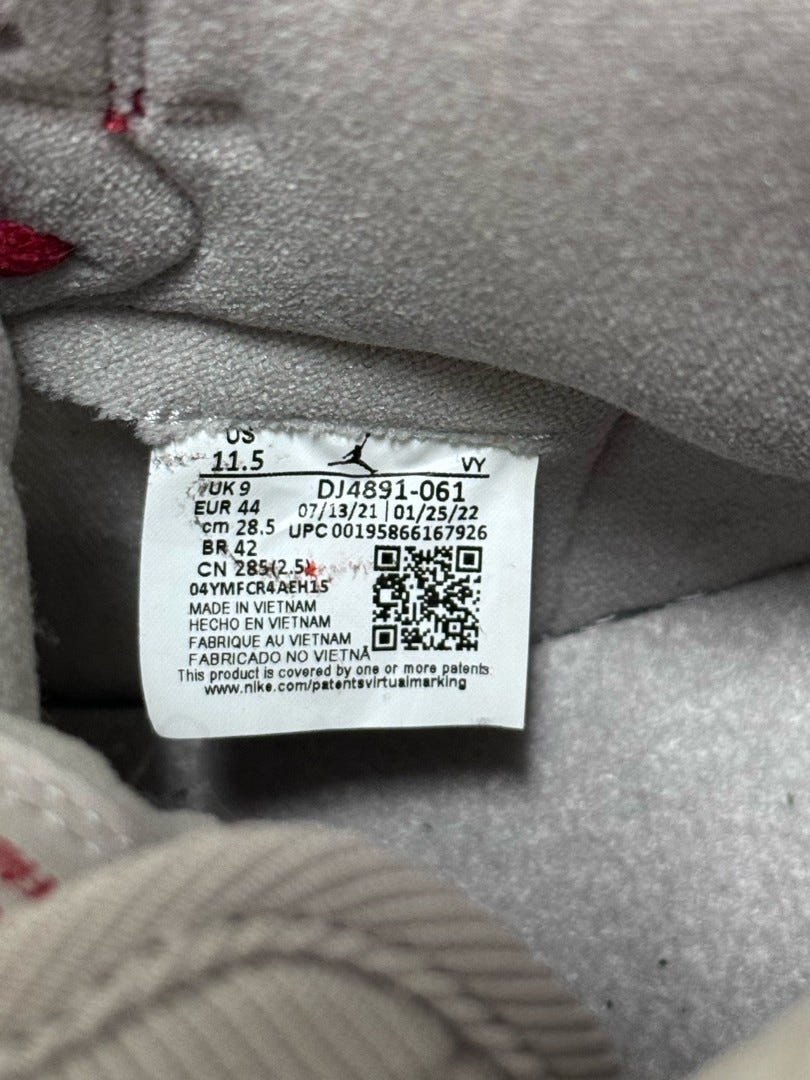 US
11.5 VY
UK 9 DJ4891-061
EUR 44 07/13/21 | 01/25/22
cm 28.5 UPC 00195866167926
BR 42
CN 285(2.5)
04YMFCR4AEH15
MADE IN VIETNAM
HECHO EN VIETNAM
FABRIQUE AU VIETNAM
FABRICADO NO VIETNÃ
This product is covered by one or more patents.
www.nike.com/patentsvirtualmarking